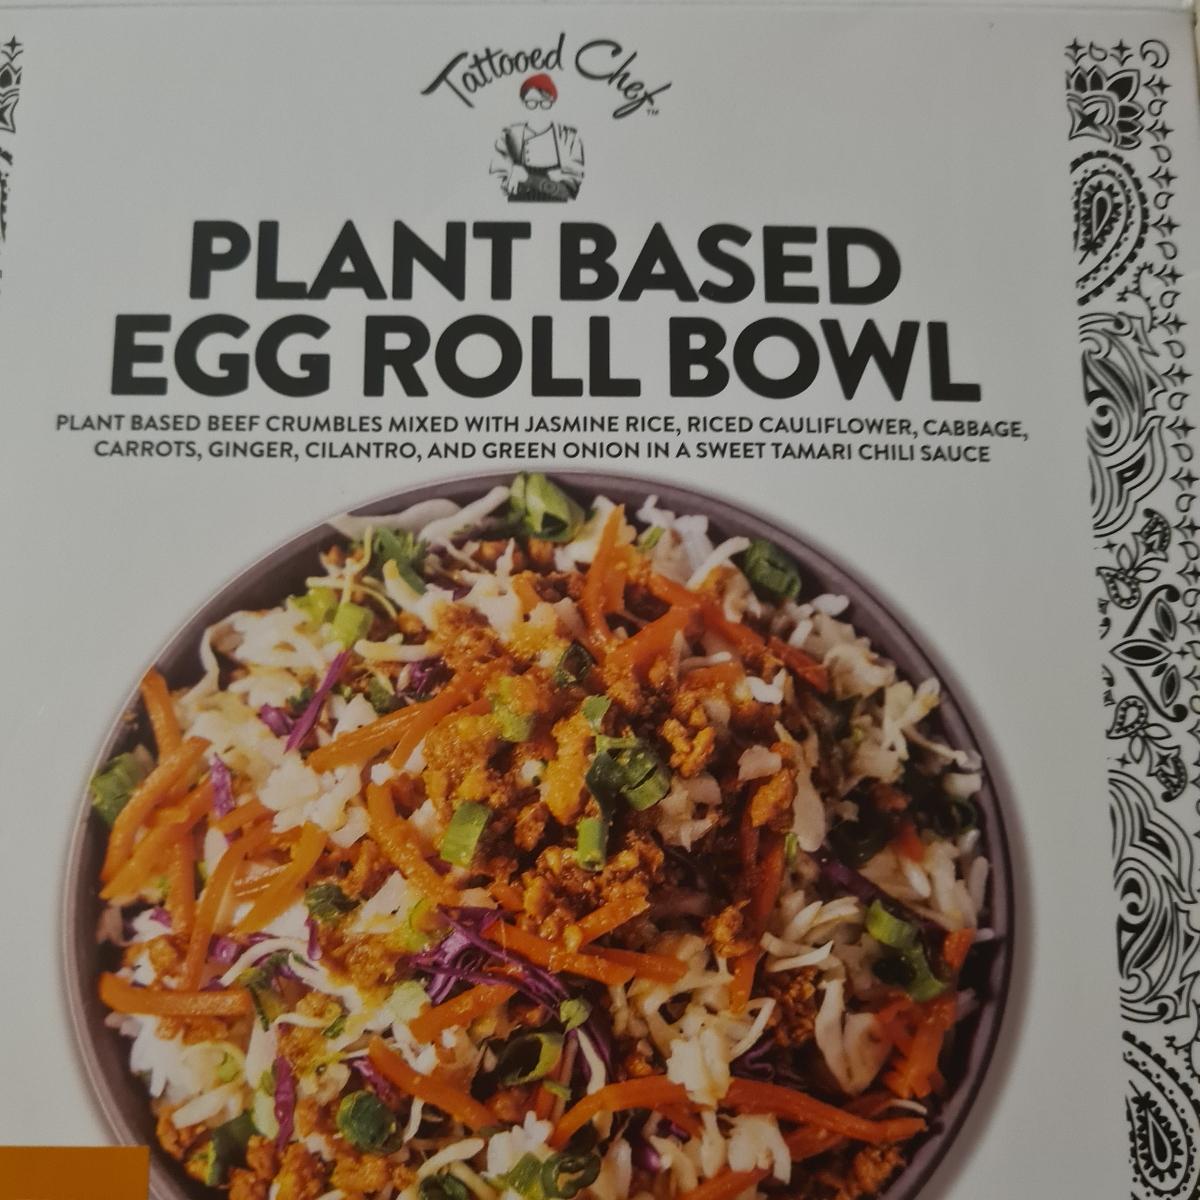 Tattooed Chef™
PLANT BASED
EGG ROLL BOWL
PLANT BASED BEEF CRUMBLES MIXED WITH JASMINE RICE, RICED CAULIFLOWER, CABBAGE,
CARROTS, GINGER, CILANTRO, AND GREEN ONION IN A SWEET TAMARI CHILI SAUCE